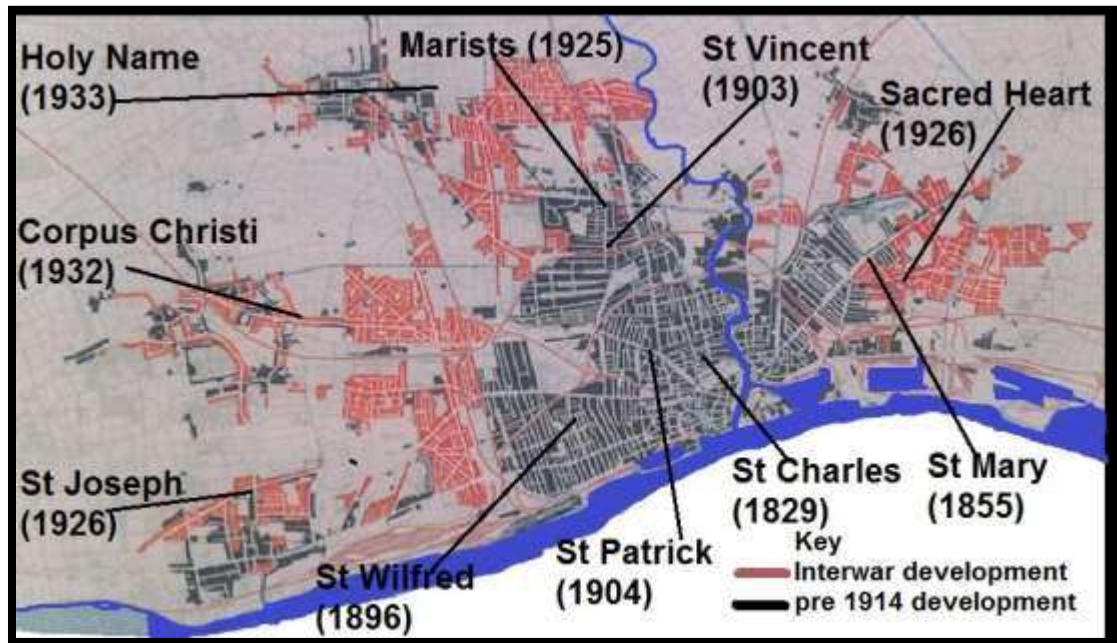 Holy Name
(1933)
Marists (1925)
St Vincent
(1903)
Sacred Heart
(1926)
Corpus Christi
(1932)
St Joseph
(1926)
St Wilfred
(1896)
St Patrick
(1904)
St Charles
(1829)
St Mary
(1855)
Key
Interwar development
pre 1914 development